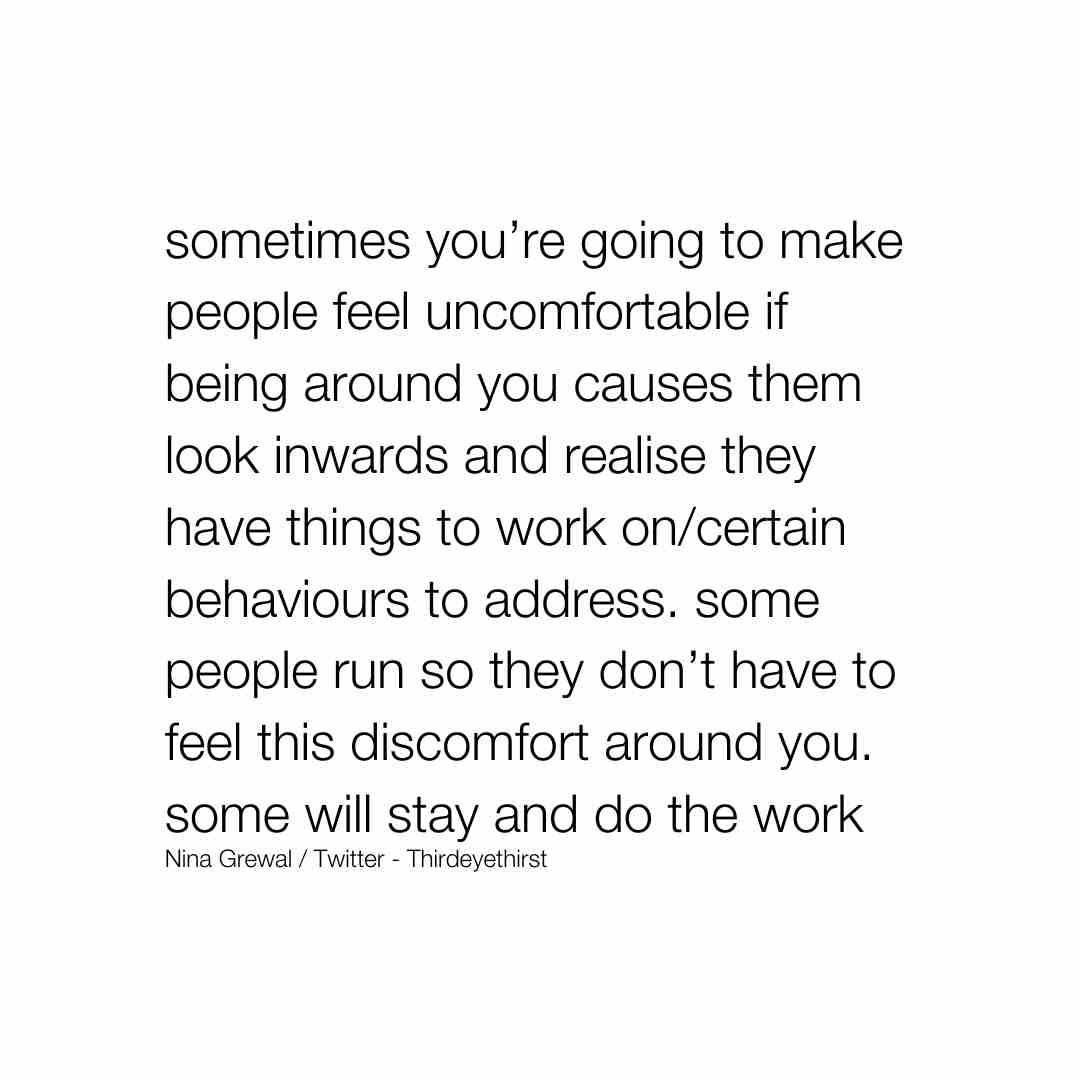 sometimes you’re going to make
people feel uncomfortable if
being around you causes them
look inwards and realise they
have things to work on/certain
behaviours to address. some
people run so they don’t have to
feel this discomfort around you.
some will stay and do the work
Nina Grewal / Twitter - Thirdeyethirst